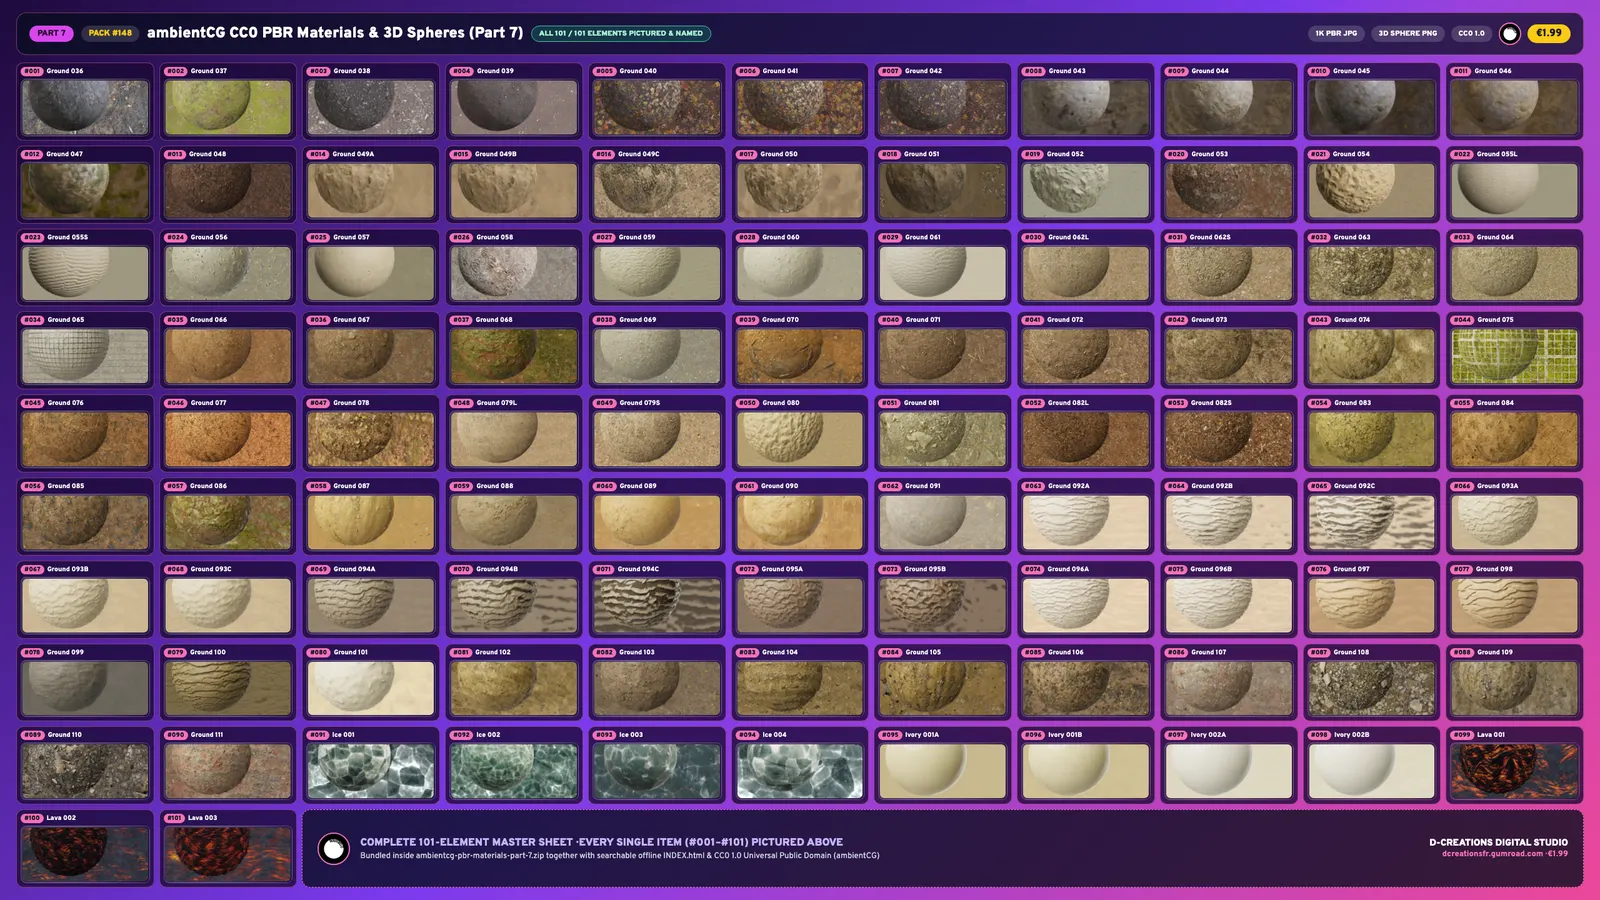 PART 7 PACK #148 ambientCG CC0 PBR Materials & 3D Spheres (Part 7) ALL 101 / 101 ELEMENTS PICTURED & NAMED 1K PBR JPG 3D SPHERE PNG CC0 1.0 €1.99
#001 Ground 036 #002 Ground 037 #003 Ground 038 #004 Ground 039 #005 Ground 040 #006 Ground 041 #007 Ground 042 #008 Ground 043 #009 Ground 044 #010 Ground 045 #011 Ground 046
#012 Ground 047 #013 Ground 048 #014 Ground 049A #015 Ground 049B #016 Ground 049C #017 Ground 050 #018 Ground 051 #019 Ground 052 #020 Ground 053 #021 Ground 054 #022 Ground 055L
#023 Ground 055S #024 Ground 056 #025 Ground 057 #026 Ground 058 #027 Ground 059 #028 Ground 060 #029 Ground 061 #030 Ground 062L #031 Ground 062S #032 Ground 063 #033 Ground 064
#034 Ground 065 #035 Ground 066 #036 Ground 067 #037 Ground 068 #038 Ground 069 #039 Ground 070 #040 Ground 071 #041 Ground 072 #042 Ground 073 #043 Ground 074 #044 Ground 075
#045 Ground 076 #046 Ground 077 #047 Ground 078 #048 Ground 079L #049 Ground 079S #050 Ground 080 #051 Ground 081 #052 Ground 082L #053 Ground 082S #054 Ground 083 #055 Ground 084
#056 Ground 085 #057 Ground 086 #058 Ground 087 #059 Ground 088 #060 Ground 089 #061 Ground 090 #062 Ground 091 #063 Ground 092A #064 Ground 092B #065 Ground 092C #066 Ground 093A
#067 Ground 093B #068 Ground 093C #069 Ground 094A #070 Ground 094B #071 Ground 094C #072 Ground 095A #073 Ground 095B #074 Ground 096A #075 Ground 096B #076 Ground 097 #077 Ground 098
#078 Ground 099 #079 Ground 100 #080 Ground 101 #081 Ground 102 #082 Ground 103 #083 Ground 104 #084 Ground 105 #085 Ground 106 #086 Ground 107 #087 Ground 108 #088 Ground 109
#089 Ground 110 #090 Ground 111 #091 Ice 001 #092 Ice 002 #093 Ice 003 #094 Ice 004 #095 Ivory 001A #096 Ivory 001B #097 Ivory 002A #098 Ivory 002B #099 Lava 001
#100 Lava 002 #101 Lava 003
COMPLETE 101-ELEMENT MASTER SHEET · EVERY SINGLE ITEM (#001–#101) PICTURED ABOVE
Bundled inside ambientcg-pbr-materials-part-7.zip together with searchable offline INDEX.html & CC0 1.0 Universal Public Domain (ambientCG)
D-CREATIONS DIGITAL STUDIO
dcreationsfr.gumroad.com · €1.99